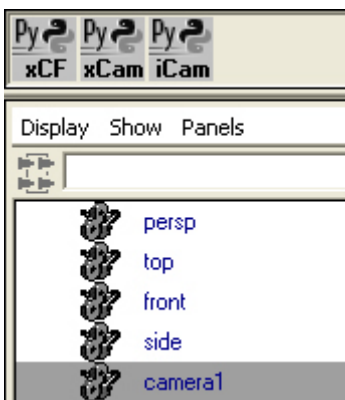 Py Py Py
xCF xCam iCam
Display Show Panels
persp
top
front
side
camera1